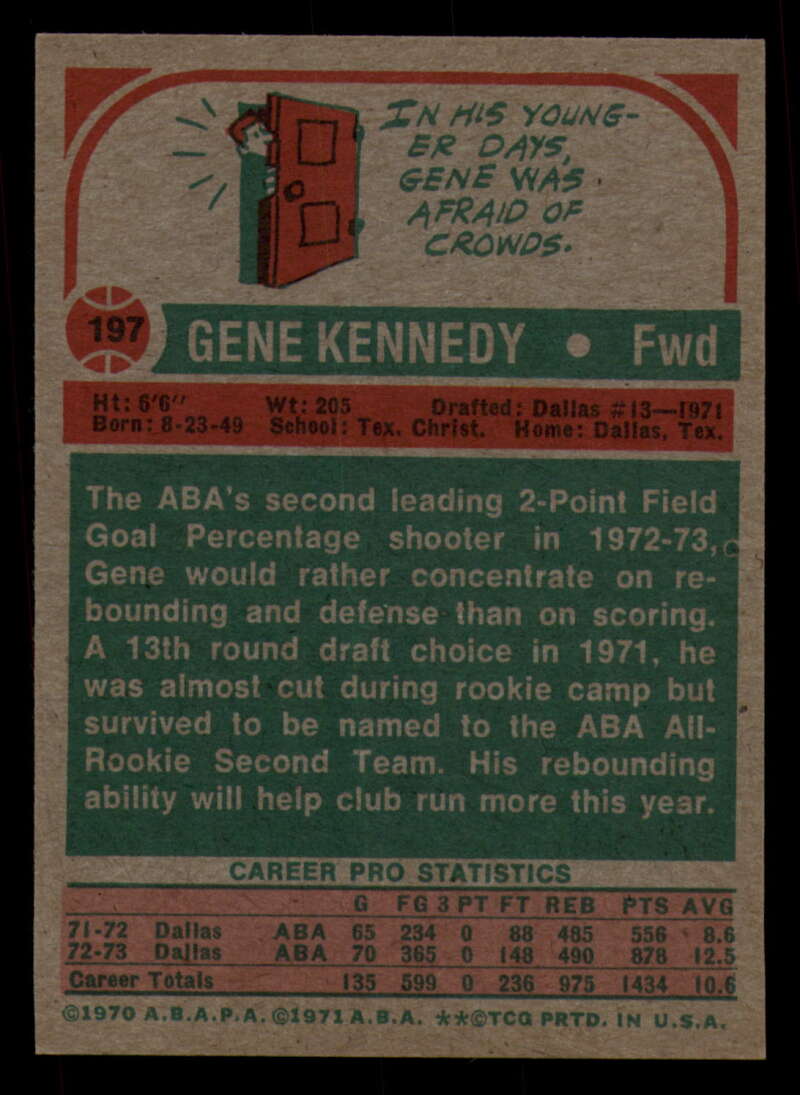 IN HIS YOUNG-
ER DAYS,
GENE WAS
AFRAID OF
CROWDS.
197 GENE KENNEDY • Fwd
Ht: 6'6" Wt: 205 Drafted: Dallas #13—1971
Born: 8-23-49 School: Tex. Christ. Home: Dallas, Tex.
The ABA's second leading 2-Point Field
Goal Percentage shooter in 1972-73,
Gene would rather concentrate on re-
bounding and defense than on scoring.
A 13th round draft choice in 1971, he
was almost cut during rookie camp but
survived to be named to the ABA All-
Rookie Second Team. His rebounding
ability will help club run more this year.
CAREER PRO STATISTICS
G FG 3 PT FT REB PTS AVG
71-72 Dallas ABA 65 234 0 88 485 556 8.6
72-73 Dallas ABA 70 365 0 148 490 878 12.5
Career Totals 135 599 0 236 975 1434 10.6
©1970 A.B.A.P.A. ©1971 A.B.A. **©TCG PRTD. IN U.S.A.